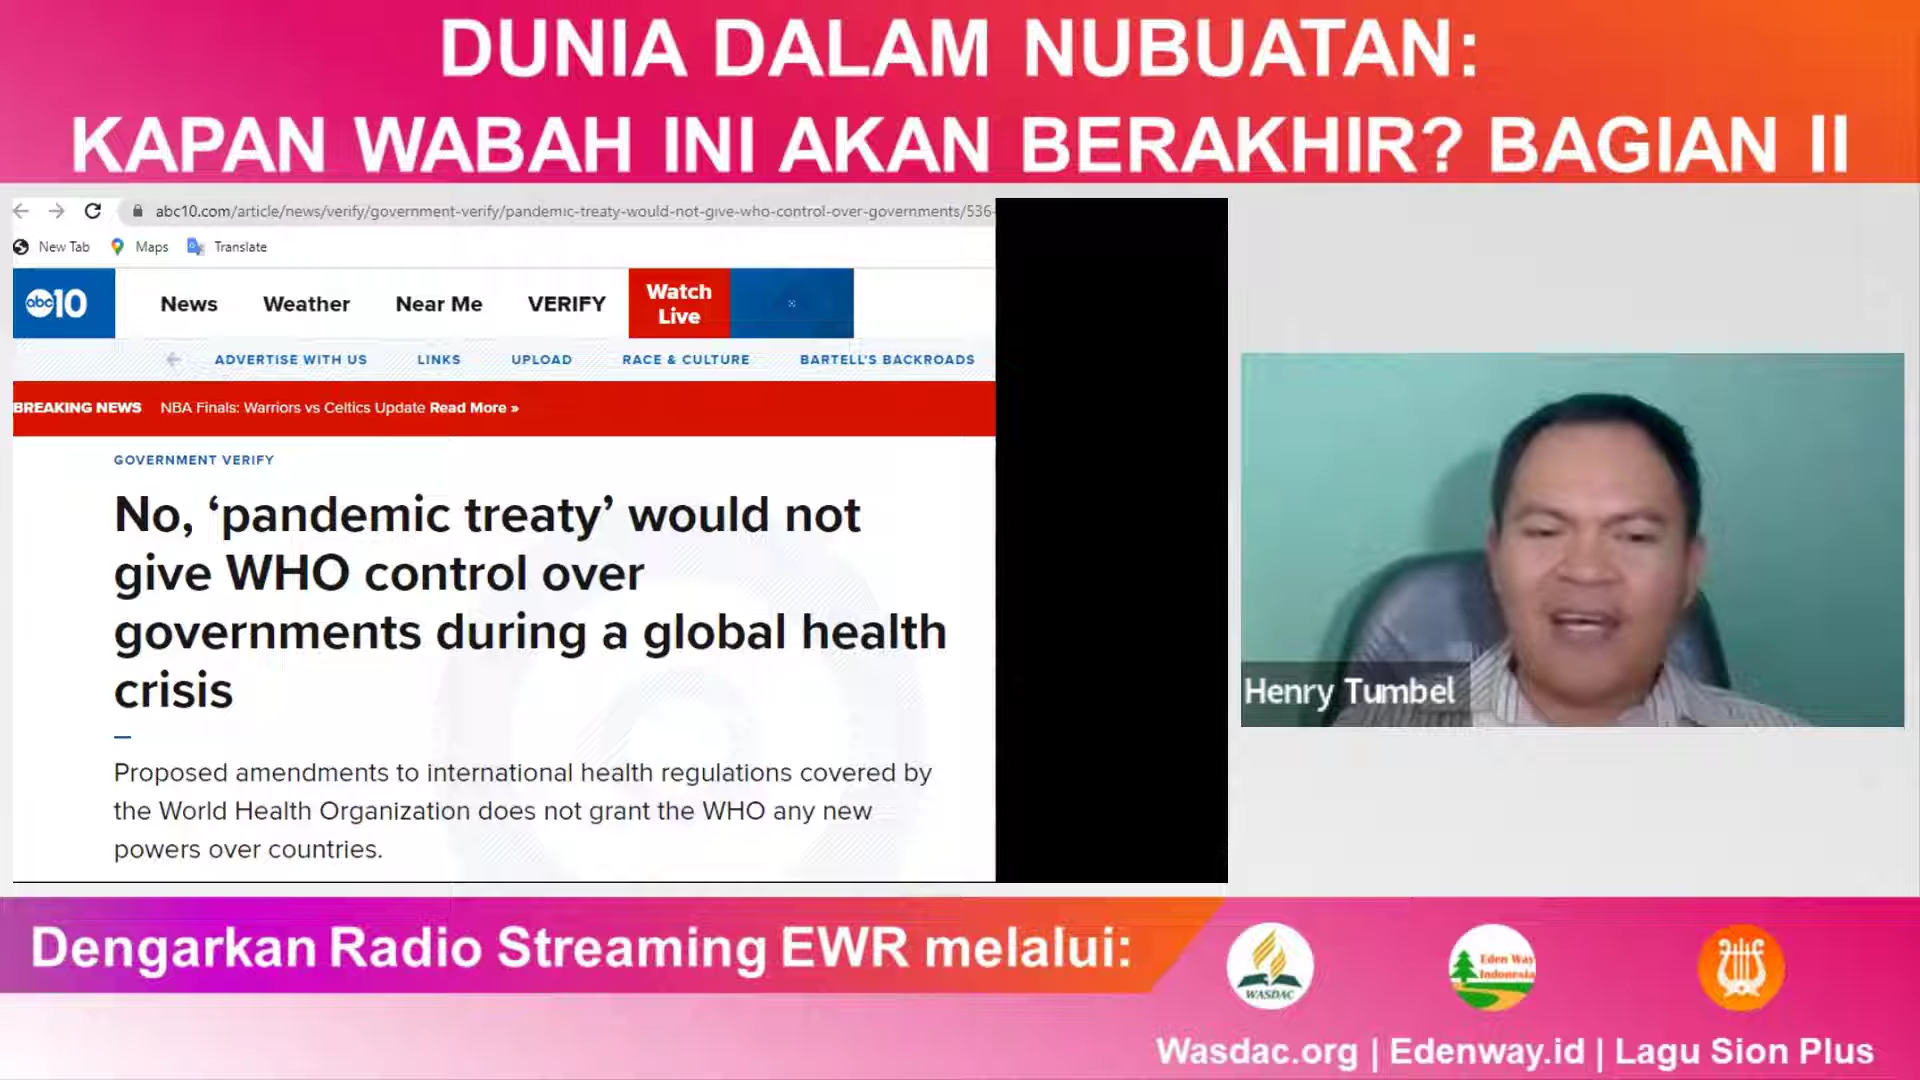 DUNIA DALAM NUBUATAN:
KAPAN WABAH INI AKAN BERAKHIR? BAGIAN II
abc10.com/article/news/verify/government-verify/pandemic-treaty-would-not-give-who-control-over-governments/536-
New Tab Maps Translate
abc10 News Weather Near Me VERIFY Watch Live
ADVERTISE WITH US LINKS UPLOAD RACE & CULTURE BARTELL'S BACKROADS
BREAKING NEWS NBA Finals: Warriors vs Celtics Update Read More »
GOVERNMENT VERIFY
No, ‘pandemic treaty’ would not
give WHO control over
governments during a global health
crisis
Proposed amendments to international health regulations covered by
the World Health Organization does not grant the WHO any new
powers over countries.
Henry Tumbel
Dengarkan Radio Streaming EWR melalui:
WASDAC
Eden Way
Indonesia
Wasdac.org | Edenway.id | Lagu Sion Plus